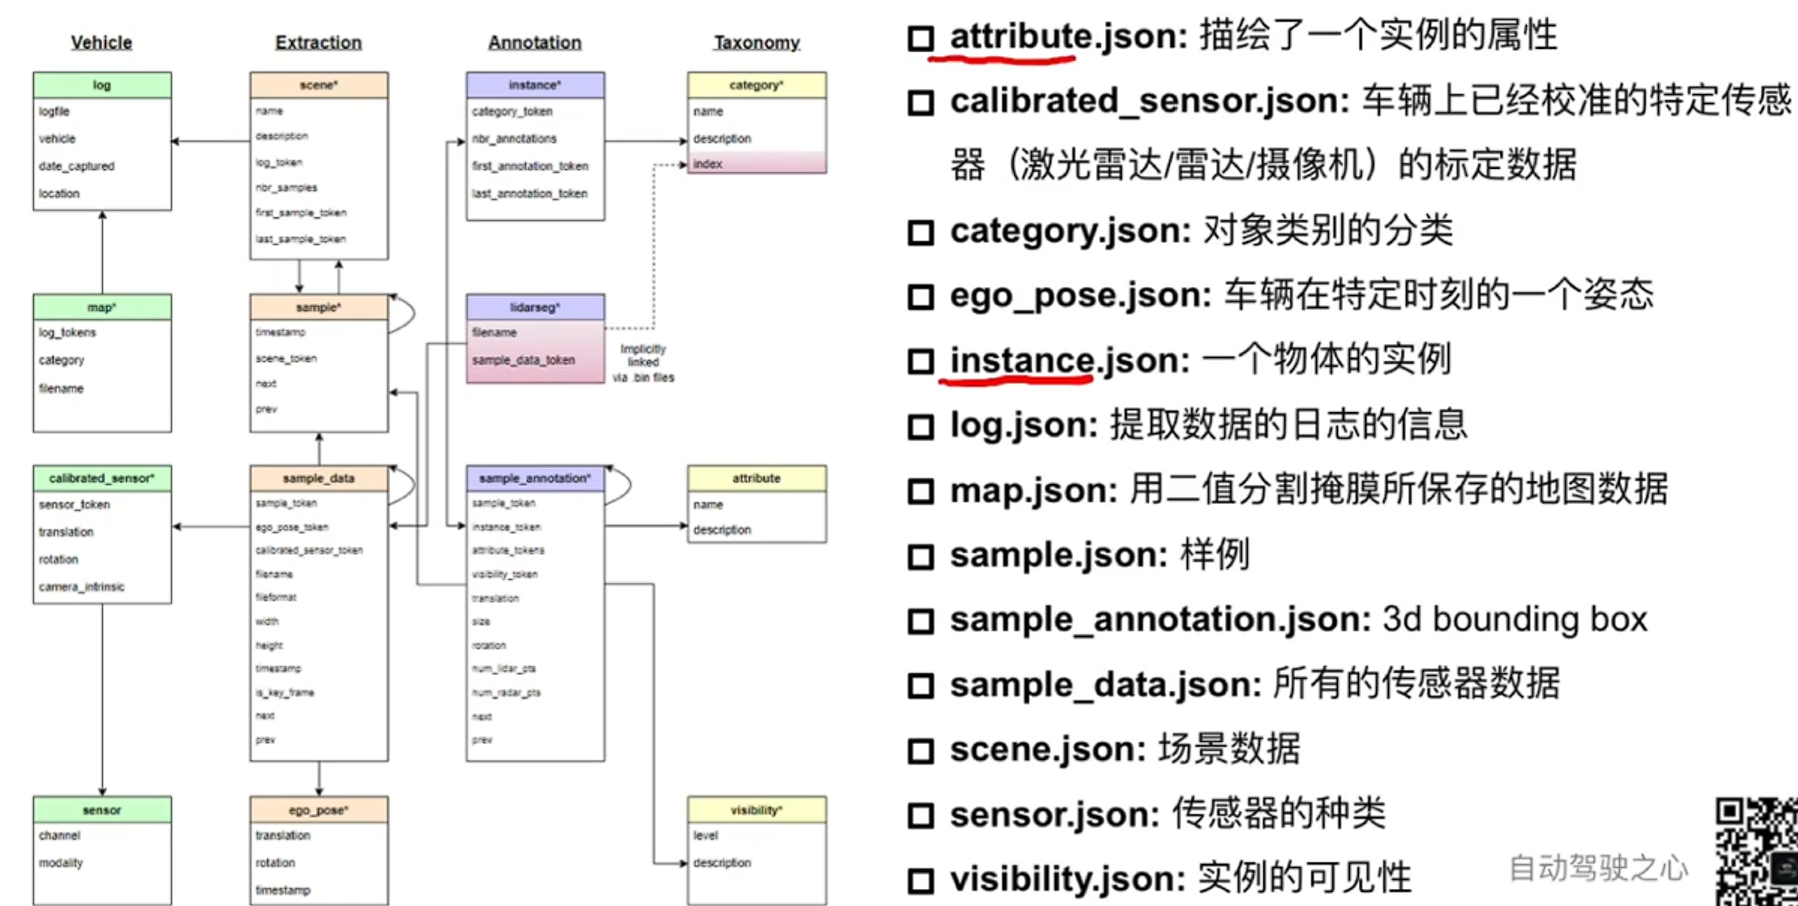 Vehicle
log
logfile
vehicle
date_captured
location
map*
log_tokens
category
filename
calibrated_sensor*
sensor_token
translation
rotation
camera_intrinsic
sensor
channel
modality
Extraction
scene*
name
description
log_token
nbr_samples
first_sample_token
last_sample_token
sample*
timestamp
scene_token
next
prev
sample_data
sample_token
ego_pose_token
calibrated_sensor_token
filename
fileformat
width
height
timestamp
is_key_frame
next
prev
ego_pose*
translation
rotation
timestamp
Annotation
instance*
category_token
nbr_annotations
first_annotation_token
last_annotation_token
lidarseg*
filename
sample_data_token
Implicitly
linked
via .bin files
sample_annotation*
sample_token
instance_token
attribute_tokens
visibility_token
translation
size
rotation
num_lidar_pts
num_radar_pts
next
prev
Taxonomy
category*
name
description
index
attribute
name
description
visibility*
level
description
attribute.json: 描绘了一个实例的属性
calibrated_sensor.json: 车辆上已经校准的特定传感
器（激光雷达/雷达/摄像机）的标定数据
category.json: 对象类别的分类
ego_pose.json: 车辆在特定时刻的一个姿态
instance.json: 一个物体的实例
log.json: 提取数据的日志的信息
map.json: 用二值分割掩膜所保存的地图数据
sample.json: 样例
sample_annotation.json: 3d bounding box
sample_data.json: 所有的传感器数据
scene.json: 场景数据
sensor.json: 传感器的种类
visibility.json: 实例的可见性
自动驾驶之心